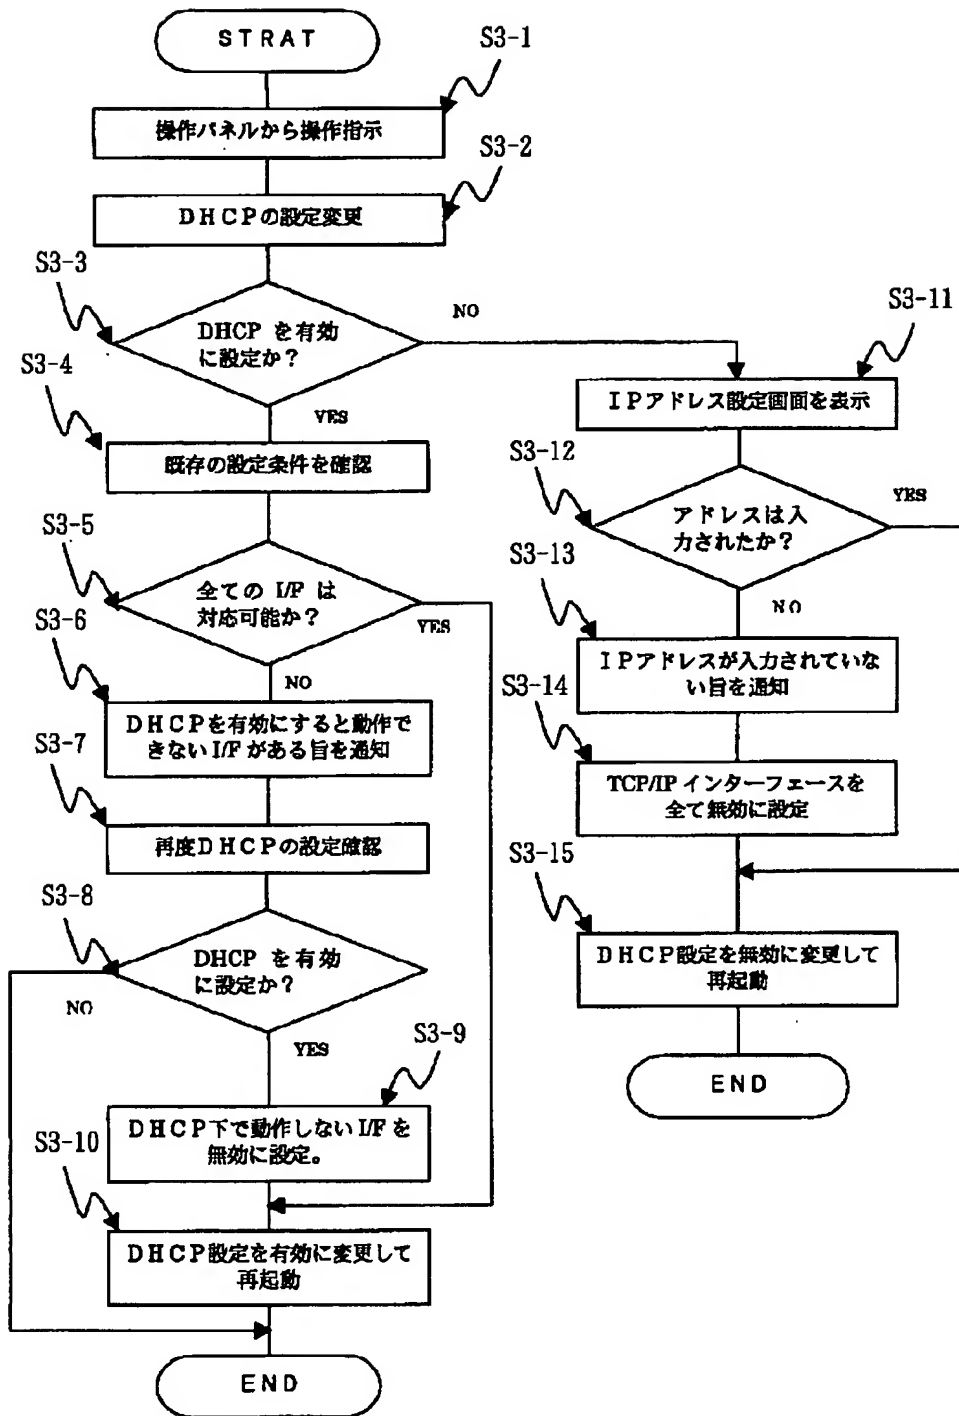 STRAT
S3-1
操作パネルから操作指示
S3-2
DHCPの設定変更
S3-3
DHCP を有効
に設定か?
NO
YES
S3-4
既存の設定条件を確認
S3-5
全ての I/F は
対応可能か?
YES
NO
S3-6
DHCPを有効にすると動作で
きない I/F がある旨を通知
S3-7
再度DHCPの設定確認
S3-8
DHCP を有効
に設定か?
NO
YES
S3-9
DHCP下で動作しない I/F を
無効に設定。
S3-10
DHCP設定を有効に変更して
再起動
END
S3-11
IPアドレス設定画面を表示
S3-12
アドレスは入
力されたか?
YES
NO
S3-13
IPアドレスが入力されていな
い旨を通知
S3-14
TCP/IP インターフェースを
全て無効に設定
S3-15
DHCP設定を無効に変更して
再起動
END